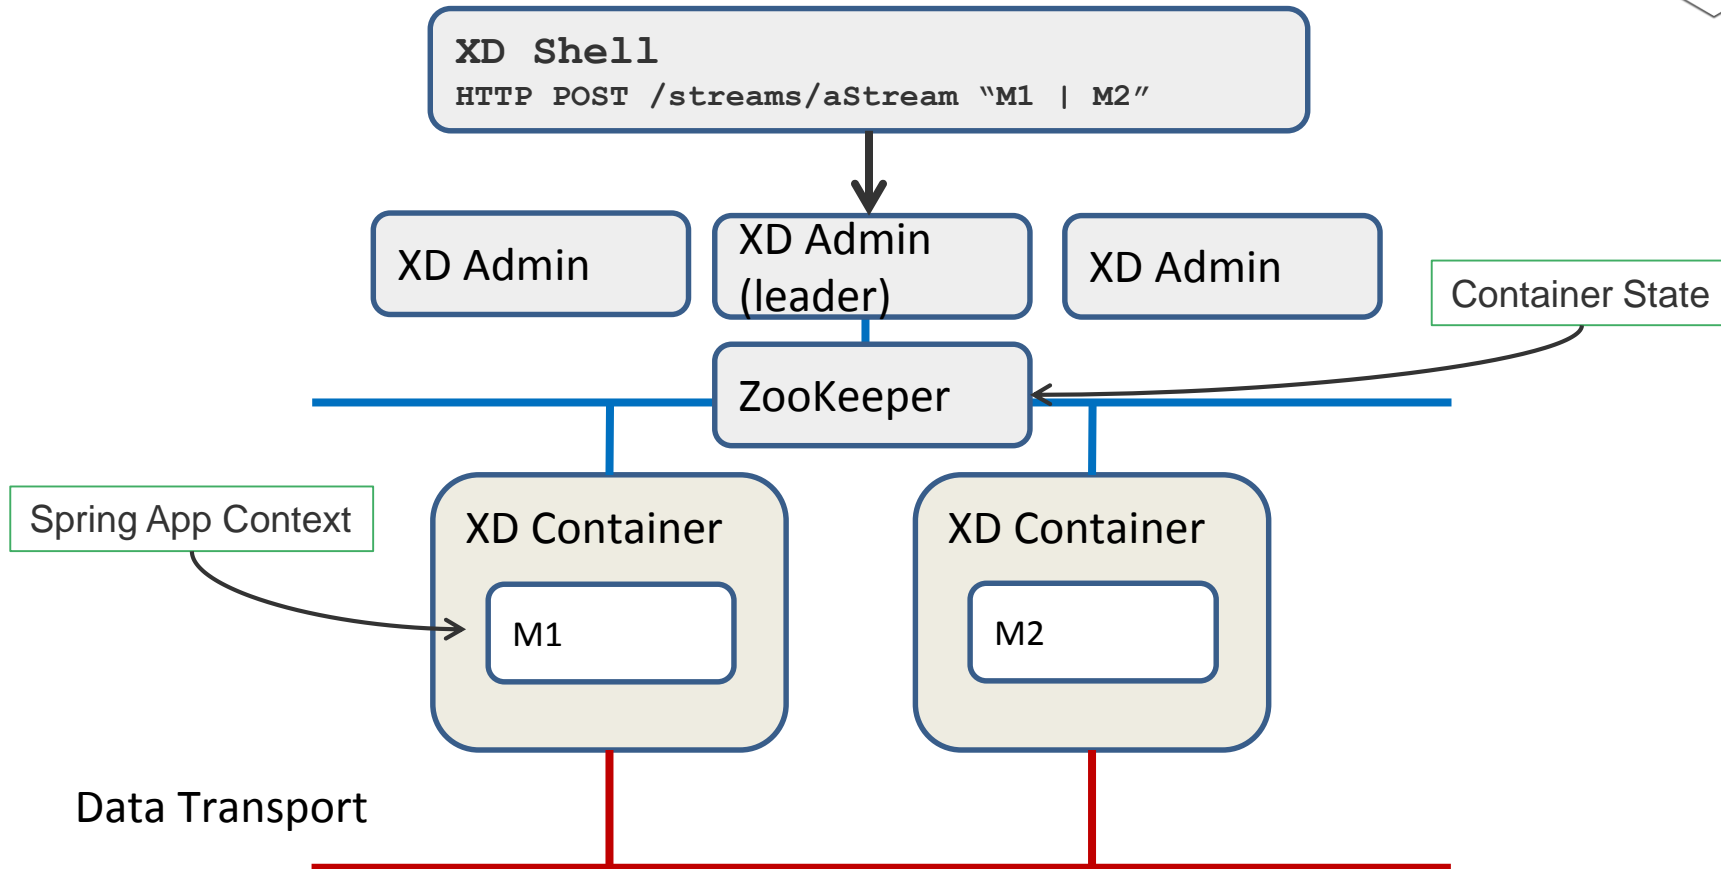 XD Shell
HTTP POST /streams/aStream “M1 | M2”
XD Admin
XD Admin
(leader)
XD Admin
Container State
ZooKeeper
Spring App Context
XD Container
XD Container
M1
M2
Data Transport